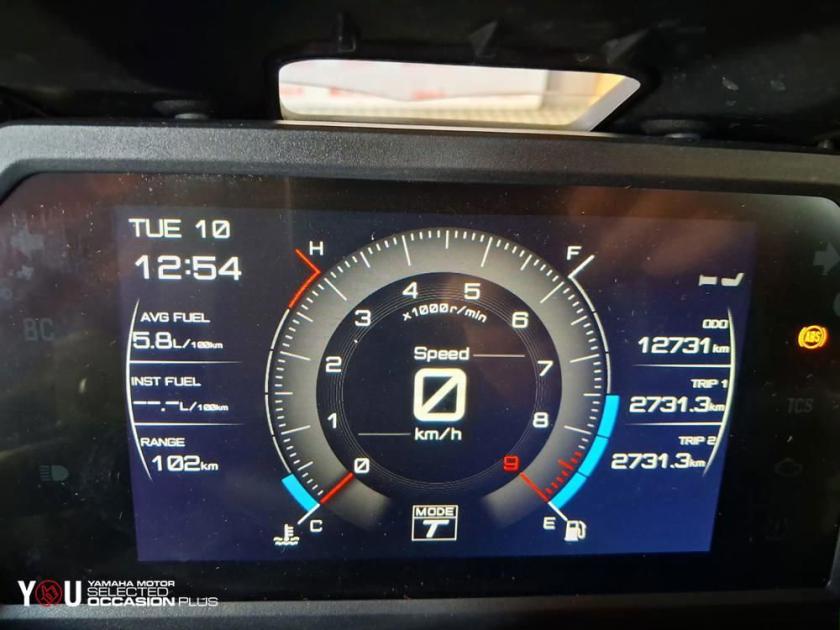 TUE 10
12:54
AVG FUEL
5.8L/100km
INST FUEL
--.-L/100km
RANGE
102km
H
F
0
1
2
3
4
5
6
7
8
9
x1000r/min
Speed
0
km/h
C
E
MODE
T
ODO
12731km
TRIP 1
2731.3km
TRIP 2
2731.3km
BC
ABS
TCS
YOU
YAMAHA MOTOR
SELECTED
OCCASION PLUS